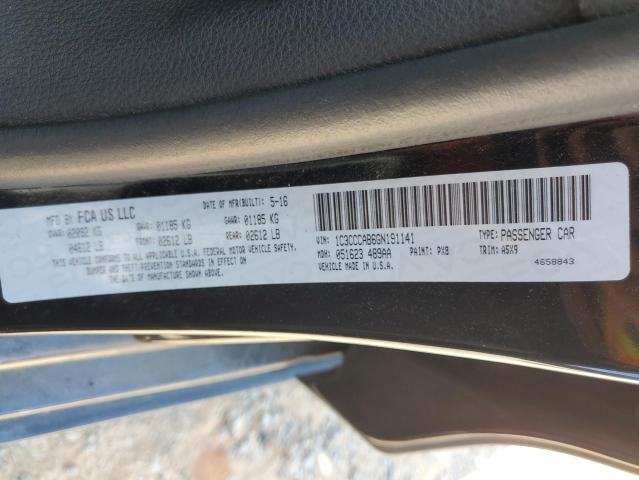 MFD BY FCA US LLC DATE OF MFR(BUILT): 5-16
GVWR: 02092 KG GAWR: 01185 KG GAWR: 01185 KG
04612 LB FRONT: 02612 LB REAR: 02612 LB
THIS VEHICLE CONFORMS TO ALL APPLICABLE U.S.A. FEDERAL MOTOR VEHICLE SAFETY,
BUMPER AND THEFT PREVENTION STANDARDS IN EFFECT ON
THE DATE OF MANUFACTURE SHOWN ABOVE.
VIN: 1C3CCCAB6GN191141 TYPE: PASSENGER CAR
MDH: 051623 489AA PAINT: PX8 TRIM: A5X9
VEHICLE MADE IN U.S.A. 4658843